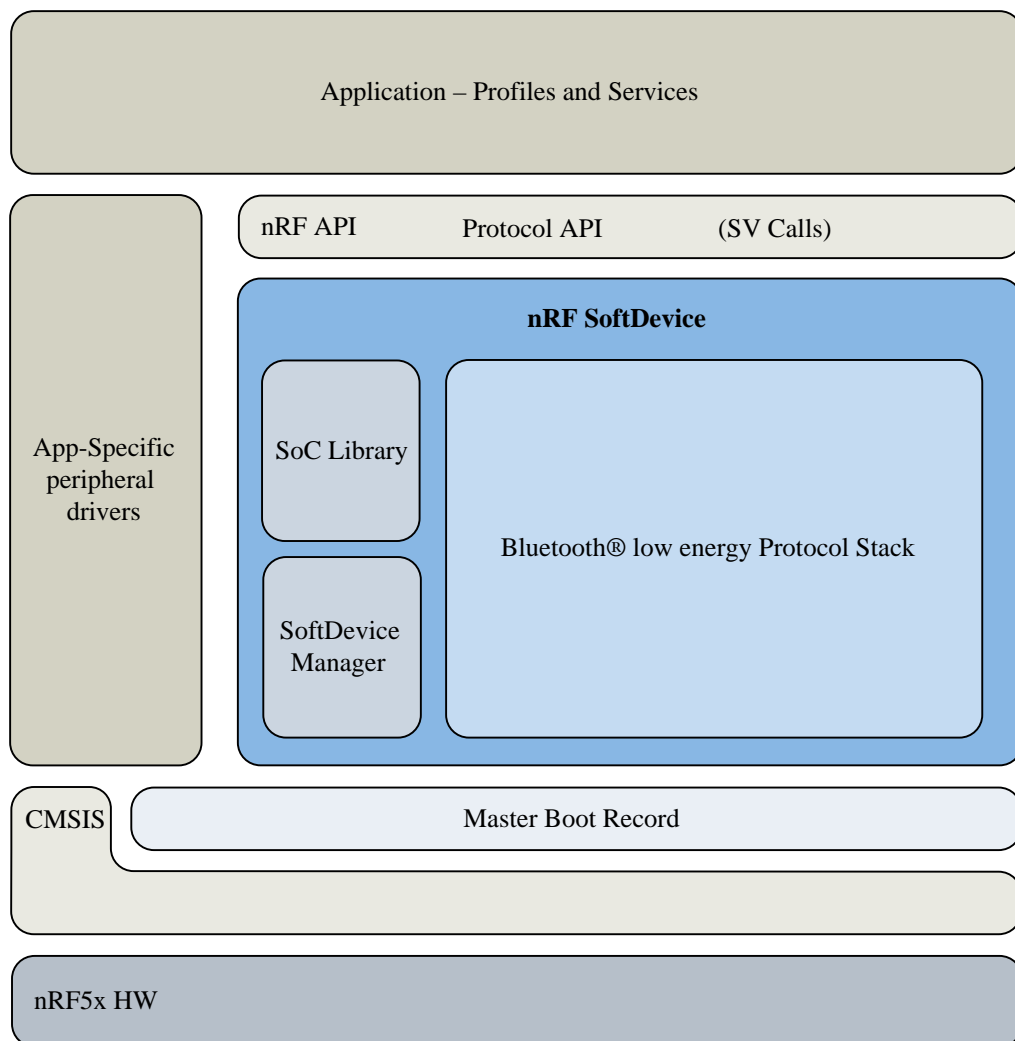 Application – Profiles and Services
nRF API
Protocol API
(SV Calls)
nRF SoftDevice
App-Specific
peripheral
drivers
SoC Library
Bluetooth® low energy Protocol Stack
SoftDevice
Manager
CMSIS
Master Boot Record
nRF5x HW